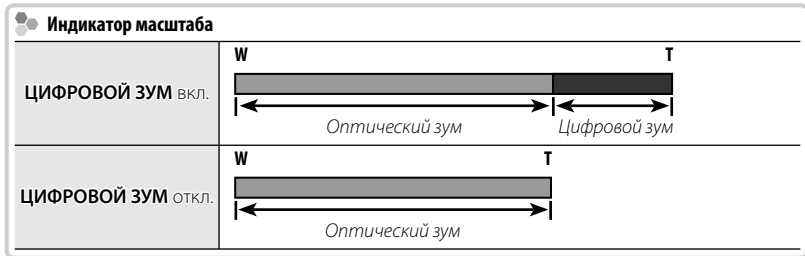 Индикатор масштаба
W T
ЦИФРОВОЙ ЗУМ вкл.
Оптический зум Цифровой зум
W T
ЦИФРОВОЙ ЗУМ откл.
Оптический зум